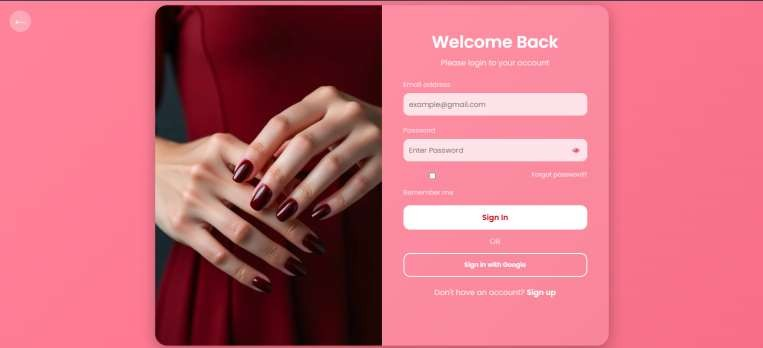 Welcome Back
Please login to your account
Email address
example@gmail.com
Password
Enter Password
Forgot password?
Remember me
Sign In
OR
Sign in with Google
Don't have an account? Sign up